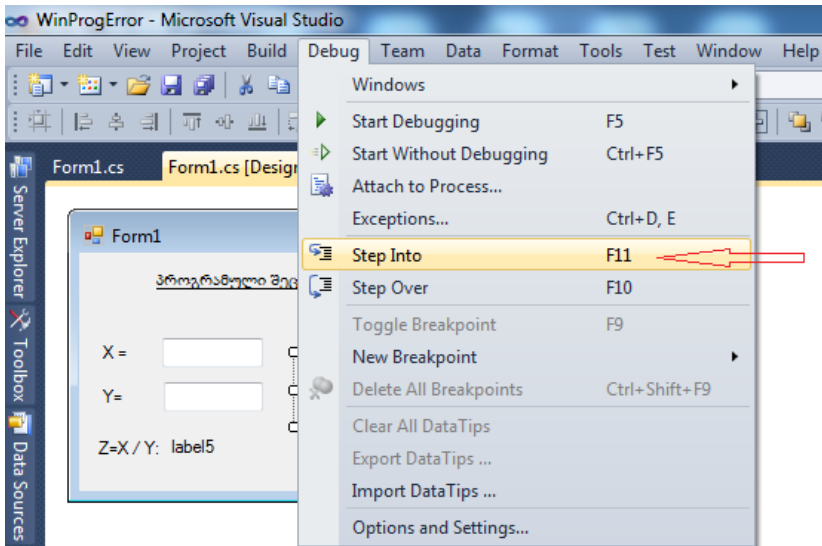 WinProgError - Microsoft Visual Studio
File Edit View Project Build Debug Team Data Format Tools Test Window Help
Windows
Start Debugging F5
Start Without Debugging Ctrl+F5
Attach to Process...
Exceptions... Ctrl+D, E
Step Into F11
Step Over F10
Toggle Breakpoint F9
New Breakpoint
Delete All Breakpoints Ctrl+Shift+F9
Clear All DataTips
Export DataTips ...
Import DataTips ...
Options and Settings...
Form1.cs Form1.cs [Desig
Server Explorer
Toolbox
Data Sources
Form1
პროგრამული შეც
X =
Y=
Z=X / Y: label5